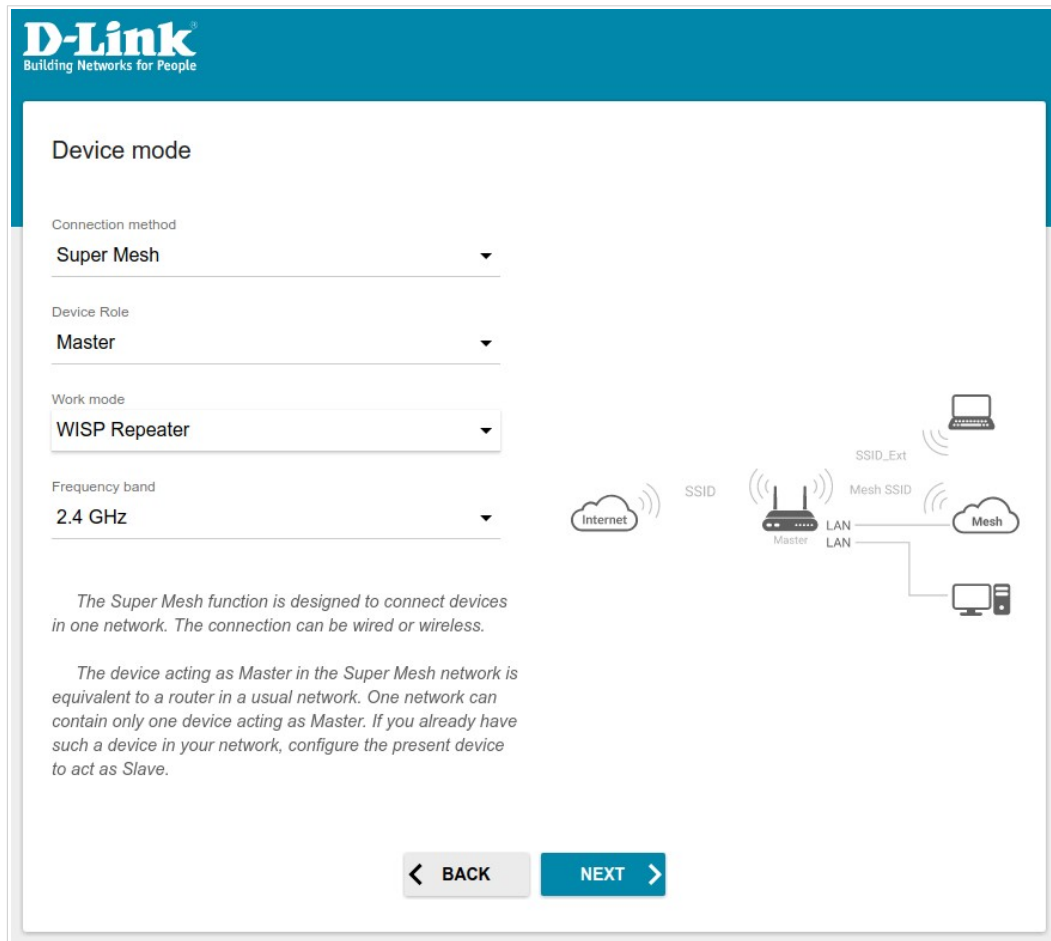 D-Link
Building Networks for People
Device mode
Connection method
Super Mesh
Device Role
Master
Work mode
WISP Repeater
Frequency band
2.4 GHz
The Super Mesh function is designed to connect devices
in one network. The connection can be wired or wireless.
The device acting as Master in the Super Mesh network is
equivalent to a router in a usual network. One network can
contain only one device acting as Master. If you already have
such a device in your network, configure the present device
to act as Slave.
Internet
SSID
SSID_Ext
Mesh SSID
Master
LAN
LAN
Mesh
BACK
NEXT